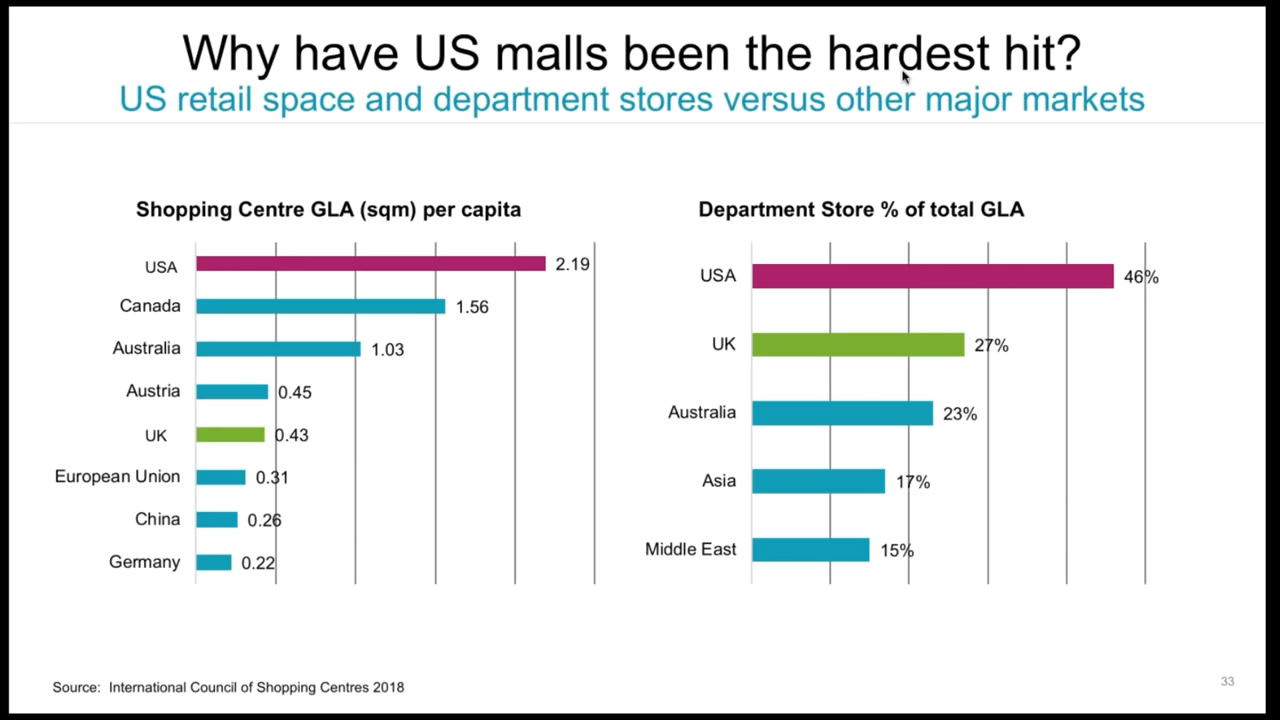 Why have US malls been the hardest hit?
US retail space and department stores versus other major markets
Shopping Centre GLA (sqm) per capita
USA 2.19
Canada 1.56
Australia 1.03
Austria 0.45
UK 0.43
European Union 0.31
China 0.26
Germany 0.22
Department Store % of total GLA
USA 46%
UK 27%
Australia 23%
Asia 17%
Middle East 15%
Source: International Council of Shopping Centres 2018
33